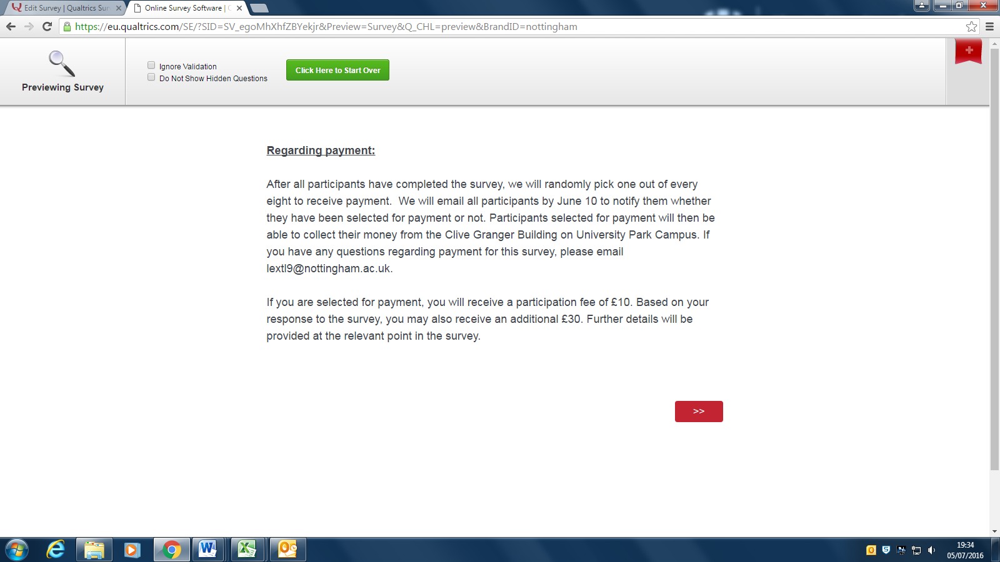 Edit Survey | Qualtrics Sur
Online Survey Software |
https://eu.qualtrics.com/SE/?SID=SV_egoMhXhfZBYekjr&Preview=Survey&Q_CHL=preview&BrandID=nottingham
Previewing Survey
Ignore Validation
Do Not Show Hidden Questions
Click Here to Start Over
Regarding payment:
After all participants have completed the survey, we will randomly pick one out of every
eight to receive payment.  We will email all participants by June 10 to notify them whether
they have been selected for payment or not. Participants selected for payment will then be
able to collect their money from the Clive Granger Building on University Park Campus. If
you have any questions regarding payment for this survey, please email
lextl9@nottingham.ac.uk.
If you are selected for payment, you will receive a participation fee of £10. Based on your
response to the survey, you may also receive an additional £30. Further details will be
provided at the relevant point in the survey.
>>
19:34
05/07/2016